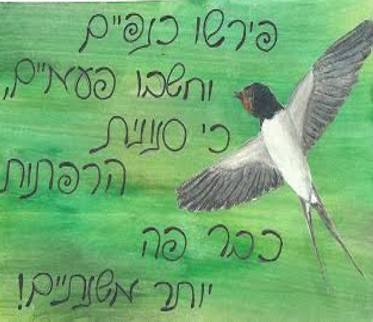 פירשו כנפיים
וחשבו פעמיים,
כי סנונית
הרפתות
כבר פה
יותר משנתיים!